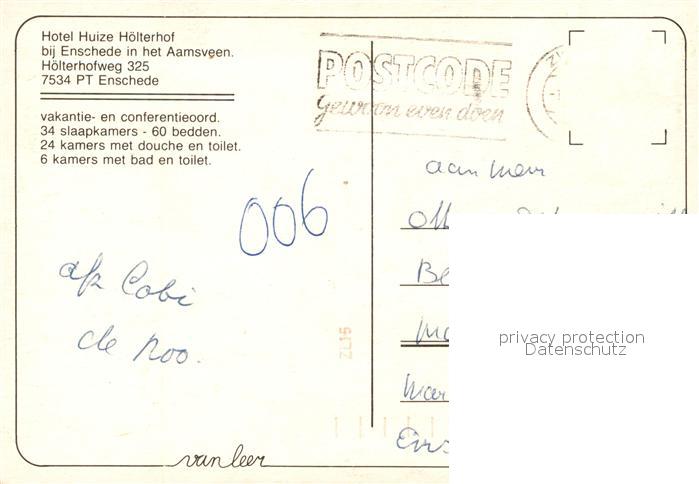 Hotel Huize Hölterhof
bij Enschede in het Aamsveen.
Hölterhofweg 325
7534 PT Enschede
vakantie- en conferentieoord.
34 slaapkamers - 60 bedden.
24 kamers met douche en toilet.
6 kamers met bad en toilet.
POSTCODE
gewoon even doen
006
afz Cobi
de Roo.
ZL15
van leer
aan
privacy protection
Datenschutz